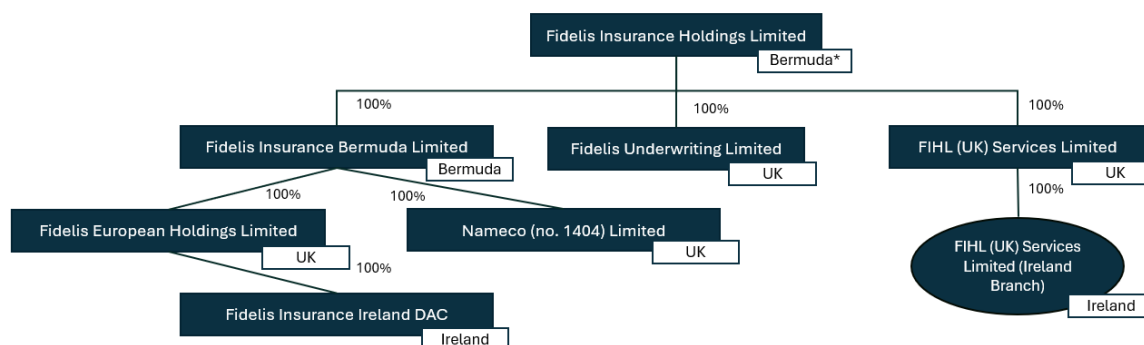 Fidelis Insurance Holdings Limited
Bermuda*
100%
100%
100%
Fidelis Insurance Bermuda Limited
Bermuda
Fidelis Underwriting Limited
UK
FIHL (UK) Services Limited
UK
100%
100%
100%
Fidelis European Holdings Limited
UK
Nameco (no. 1404) Limited
UK
FIHL (UK) Services
Limited (Ireland
Branch)
Ireland
100%
Fidelis Insurance Ireland DAC
Ireland